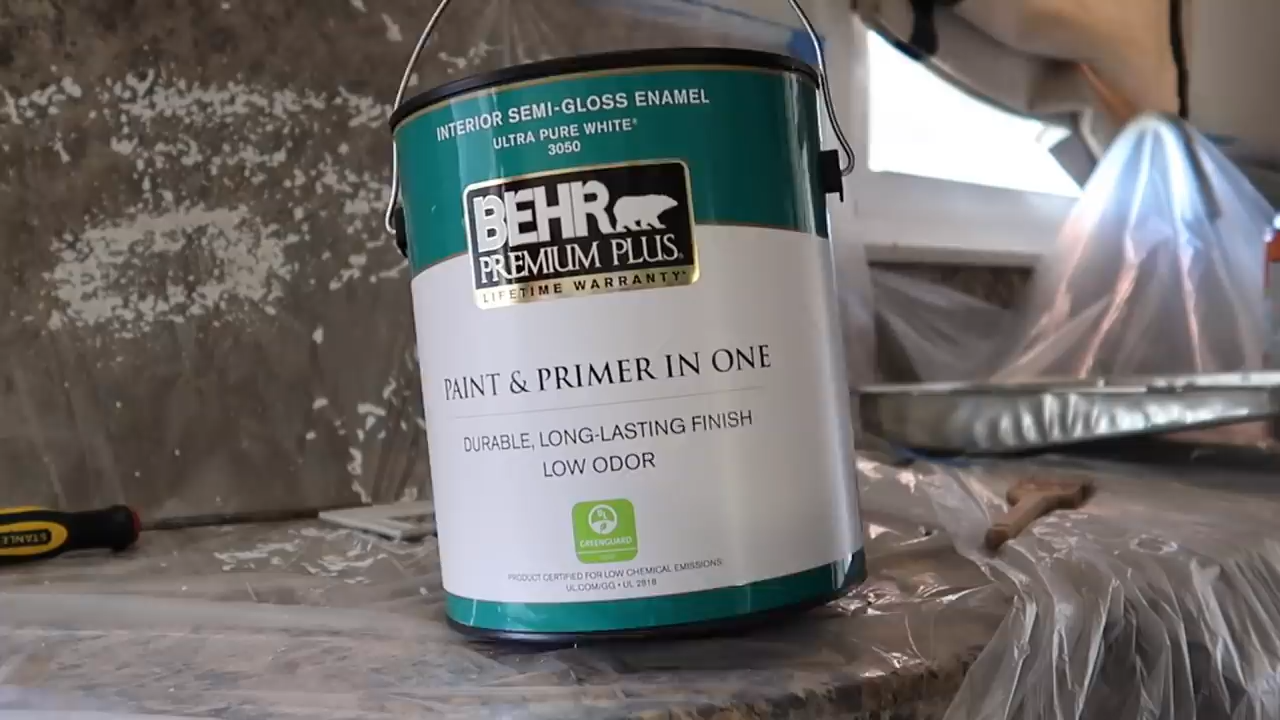 INTERIOR SEMI-GLOSS ENAMEL
ULTRA PURE WHITE®
3050
BEHR
PREMIUM PLUS®
LIFETIME WARRANTY*
PAINT & PRIMER IN ONE
DURABLE, LONG-LASTING FINISH
LOW ODOR
GREENGUARD
PRODUCT CERTIFIED FOR LOW CHEMICAL EMISSIONS:
UL.COM/GG • UL 2818
STANLE